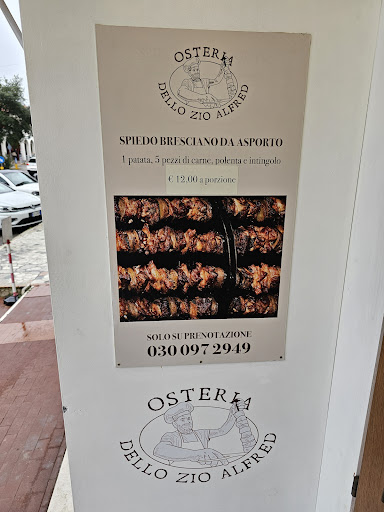 OSTERIA
DELLO ZIO ALFRED
SPIEDO BRESCIANO DA ASPORTO
1 patata, 5 pezzi di carne, polenta e intingolo
€ 12,00 a porzione
SOLO SU PRENOTAZIONE
030 097 2949
OSTERIA
DELLO ZIO ALFRED